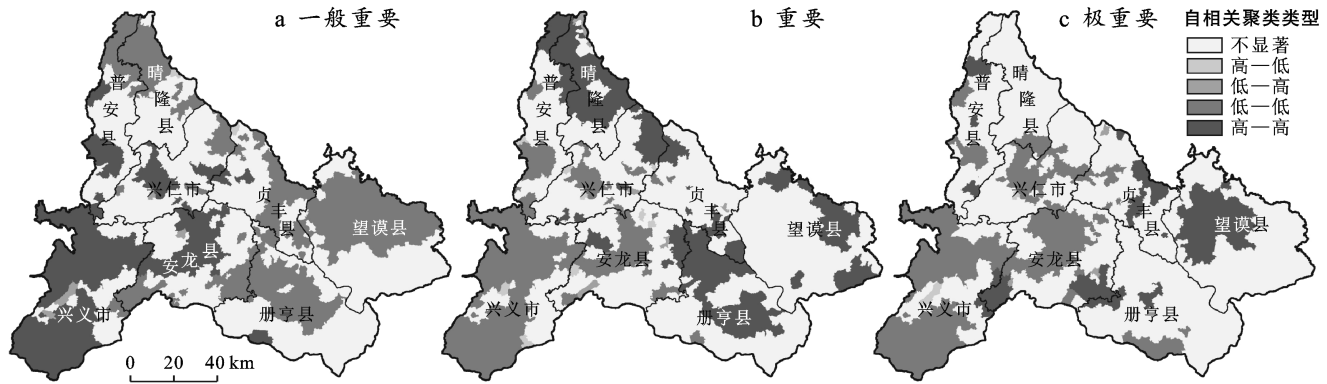 a 一般重要
晴隆县
普安县
兴仁市
贞丰县
望谟县
安龙县
兴义市
册亨县
0 20 40 km
b 重要
晴隆县
普安县
兴仁市
贞丰县
望谟县
安龙县
兴义市
册亨县
c 极重要
晴隆县
普安县
兴仁市
贞丰县
望谟县
安龙县
兴义市
册亨县
自相关聚类类型
不显著
高—低
低—高
低—低
高—高